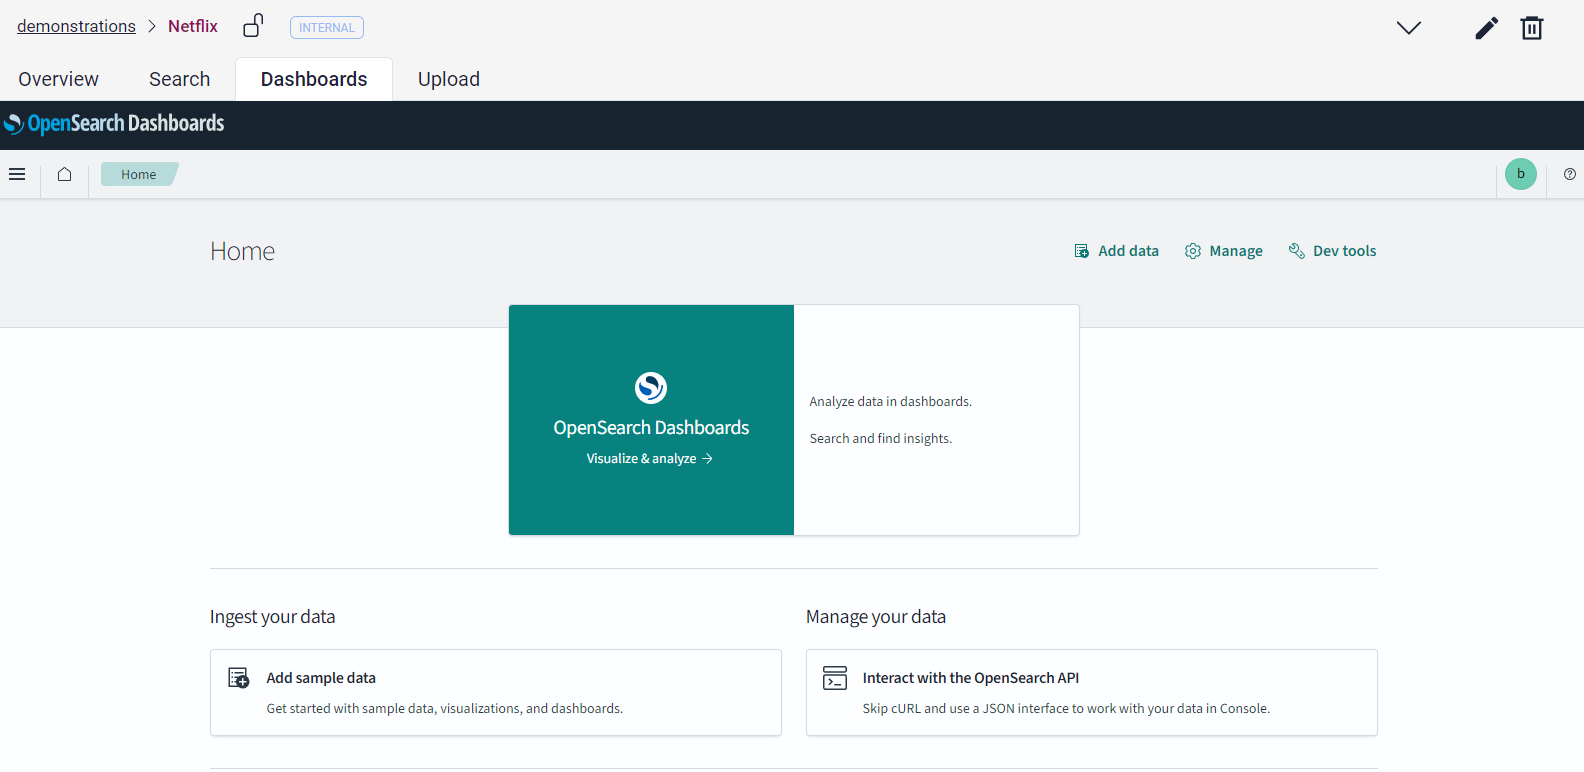 demonstrations > Netflix INTERNAL
Overview Search Dashboards Upload
OpenSearch Dashboards
Home b
Home Add data Manage Dev tools
OpenSearch Dashboards
Visualize & analyze →
Analyze data in dashboards.
Search and find insights.
Ingest your data
Add sample data
Get started with sample data, visualizations, and dashboards.
Manage your data
Interact with the OpenSearch API
Skip cURL and use a JSON interface to work with your data in Console.